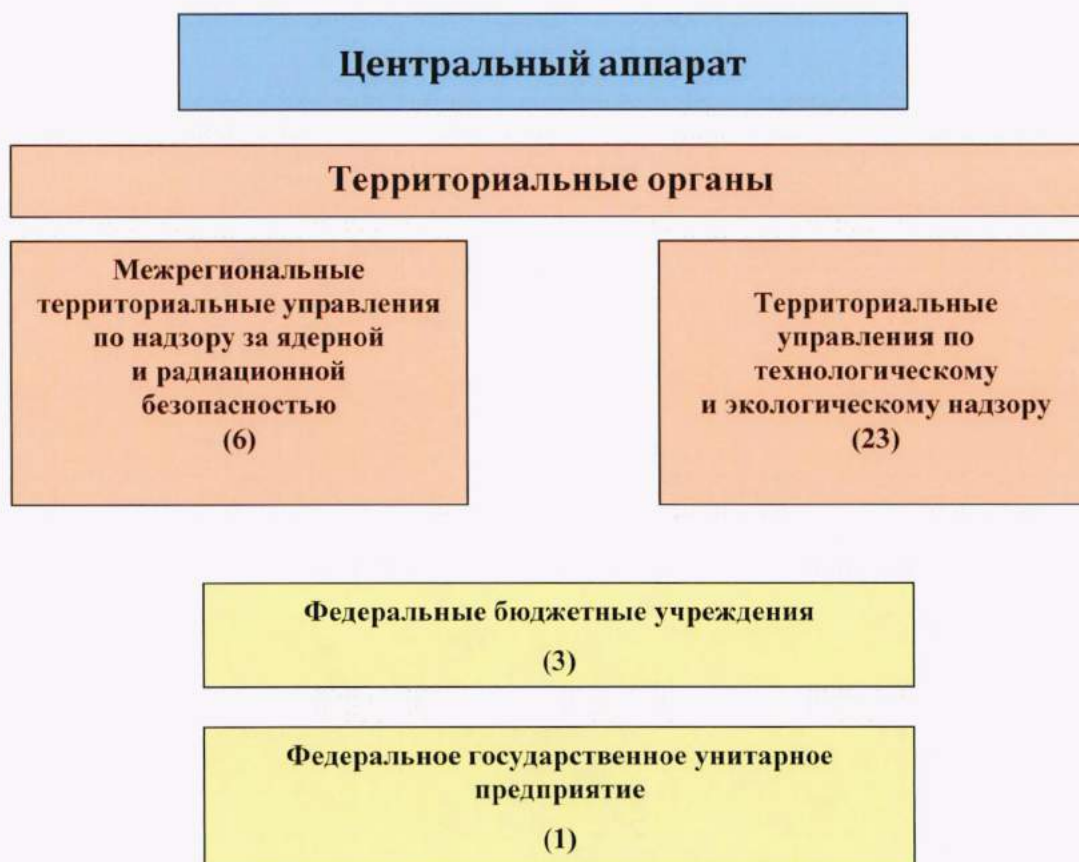 Центральный аппарат
Территориальные органы
Межрегиональные
территориальные управления
по надзору за ядерной
и радиационной
безопасностью
(6)
Территориальные
управления по
технологическому
и экологическому надзору
(23)
Федеральные бюджетные учреждения
(3)
Федеральное государственное унитарное
предприятие
(1)